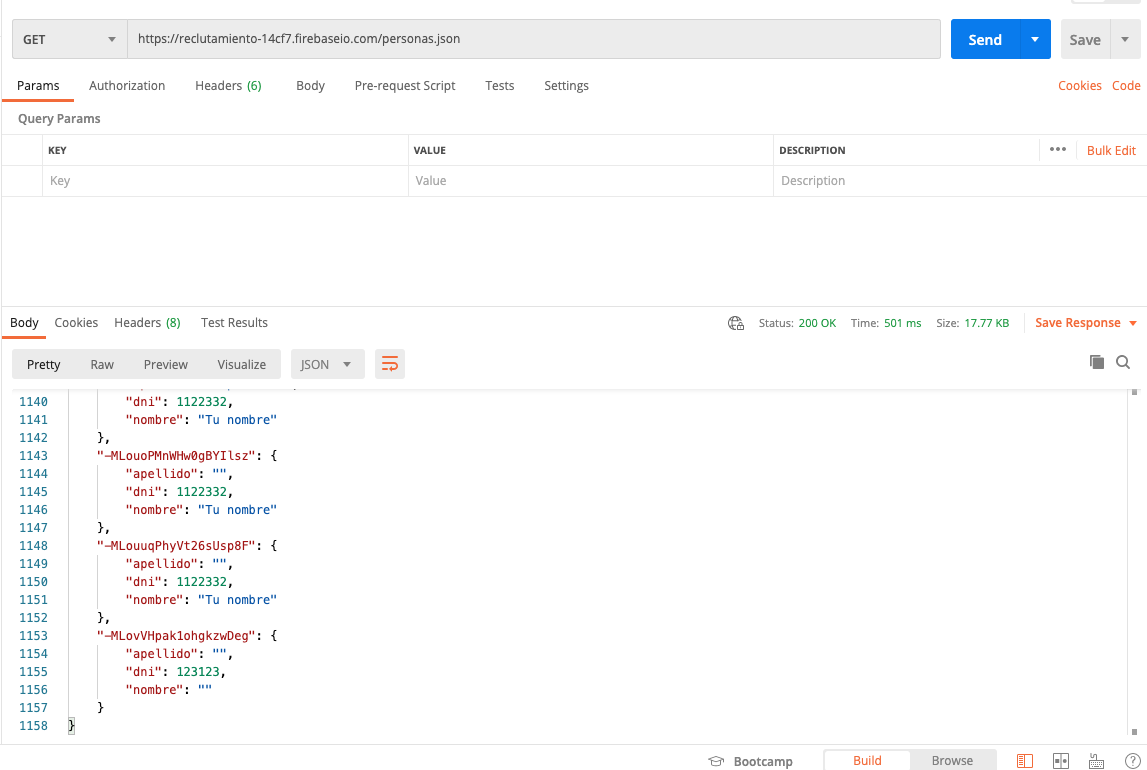 GET
https://reclutamiento-14cf7.firebaseio.com/personas.json
Send
Save
Params
Authorization
Headers (6)
Body
Pre-request Script
Tests
Settings
Cookies
Code
Query Params
KEY
VALUE
DESCRIPTION
Bulk Edit
Key
Value
Description
Body
Cookies
Headers (8)
Test Results
Status: 200 OK
Time: 501 ms
Size: 17.77 KB
Save Response
Pretty
Raw
Preview
Visualize
JSON
1140 "dni": 1122332,
1141 "nombre": "Tu nombre"
1142 },
1143 "-MLouoPMnWHw0gBYIlsz": {
1144 "apellido": "",
1145 "dni": 1122332,
1146 "nombre": "Tu nombre"
1147 },
1148 "-MLouuqPhyVt26sUsp8F": {
1149 "apellido": "",
1150 "dni": 1122332,
1151 "nombre": "Tu nombre"
1152 },
1153 "-MLovVHpak1ohgkzwDeg": {
1154 "apellido": "",
1155 "dni": 123123,
1156 "nombre": ""
1157 }
1158 }
Bootcamp
Build
Browse